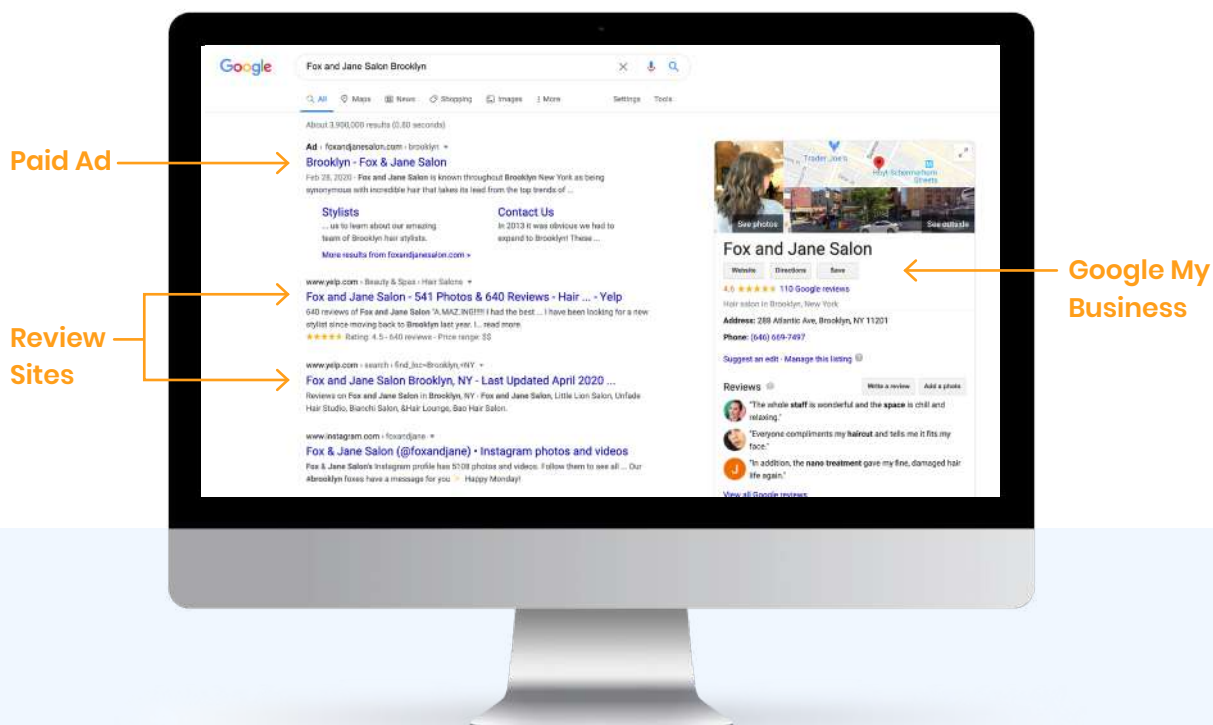 Google
Fox and Jane Salon Brooklyn
All Maps News Shopping Images More Settings Tools
About 3,900,000 results (0.80 seconds)
Paid Ad
Ad · foxandjanesalon.com › brooklyn
Brooklyn - Fox & Jane Salon
Feb 28, 2020 - Fox and Jane Salon is known throughout Brooklyn New York as being
synonymous with incredible hair that takes its lead from the top trends of ...
Stylists
... us to learn about our amazing
team of Brooklyn hair stylists.
Contact Us
In 2013 it was obvious we had to
expand to Brooklyn! These ...
More results from foxandjanesalon.com »
Review
Sites
www.yelp.com › Beauty & Spas › Hair Salons
Fox and Jane Salon - 541 Photos & 640 Reviews - Hair ... - Yelp
640 reviews of Fox and Jane Salon "A.MAZ.ING!!!!! I had the best ... I have been looking for a new
stylist since moving back to Brooklyn last year. I... read more.
Rating: 4.5 - 640 reviews - Price range: $$
www.yelp.com › search › find_loc=Brooklyn,+NY
Fox and Jane Salon Brooklyn, NY - Last Updated April 2020 ...
Reviews on Fox and Jane Salon in Brooklyn, NY - Fox and Jane Salon, Little Lion Salon, Unfade
Hair Studio, Bianchi Salon, &Hair Lounge, Bao Hair Salon.
www.instagram.com › foxandjane
Fox & Jane Salon (@foxandjane) • Instagram photos and videos
Fox & Jane Salon's Instagram profile has 5108 photos and videos. Follow them to see all ... Our
#brooklyn foxes have a message for you Happy Monday!
Trader Joe's
Hoyt-Schermerhorn
Streets
See photos
See outside
Fox and Jane Salon
Website Directions Save
Google My
Business
4.6 110 Google reviews
Hair salon in Brooklyn, New York
Address: 288 Atlantic Ave, Brooklyn, NY 11201
Phone: (646) 669-7497
Suggest an edit · Manage this listing
Reviews
Write a review Add a photo
"The whole staff is wonderful and the space is chill and
relaxing."
"Everyone compliments my haircut and tells me it fits my
face."
J
"In addition, the nano treatment gave my fine, damaged hair
life again."
View all Google reviews